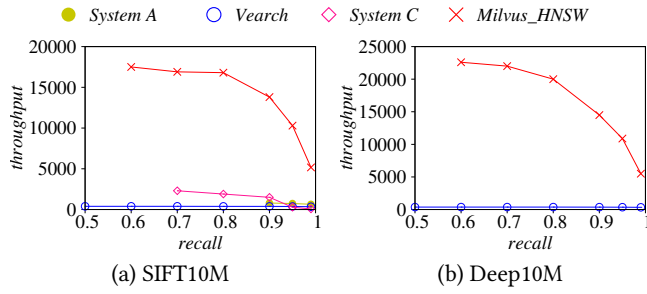 System A Vearch System C Milvus_HNSW
20000
15000
10000
5000
0
throughput
0.5 0.6 0.7 0.8 0.9 1
recall
(a) SIFT10M
25000
20000
15000
10000
5000
0
throughput
0.5 0.6 0.7 0.8 0.9 1
recall
(b) Deep10M